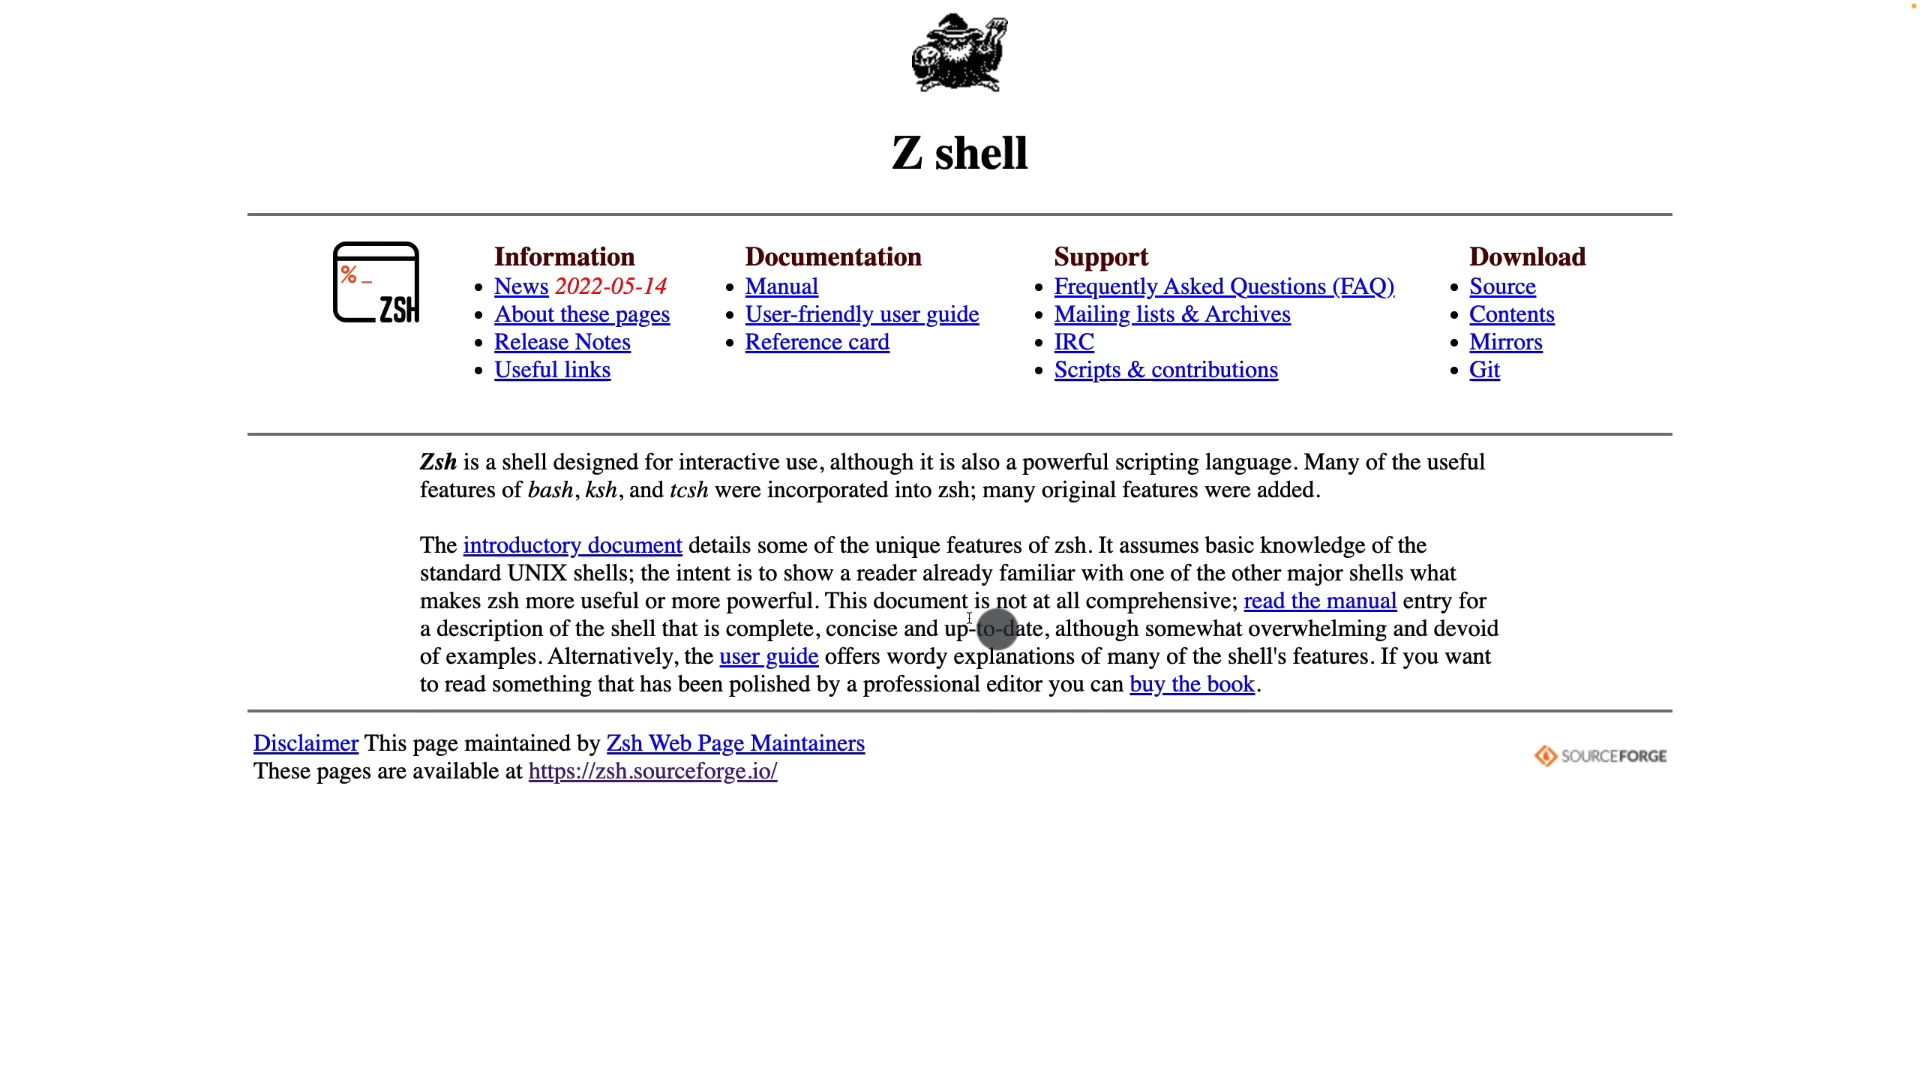 Z shell
% _
ZSH
Information
News 2022-05-14
About these pages
Release Notes
Useful links
Documentation
Manual
User-friendly user guide
Reference card
Support
Frequently Asked Questions (FAQ)
Mailing lists & Archives
IRC
Scripts & contributions
Download
Source
Contents
Mirrors
Git
Zsh is a shell designed for interactive use, although it is also a powerful scripting language. Many of the useful
features of bash, ksh, and tcsh were incorporated into zsh; many original features were added.
The introductory document details some of the unique features of zsh. It assumes basic knowledge of the
standard UNIX shells; the intent is to show a reader already familiar with one of the other major shells what
makes zsh more useful or more powerful. This document is not at all comprehensive; read the manual entry for
a description of the shell that is complete, concise and up-to-date, although somewhat overwhelming and devoid
of examples. Alternatively, the user guide offers wordy explanations of many of the shell's features. If you want
to read something that has been polished by a professional editor you can buy the book.
Disclaimer This page maintained by Zsh Web Page Maintainers
These pages are available at https://zsh.sourceforge.io/
SOURCEFORGE